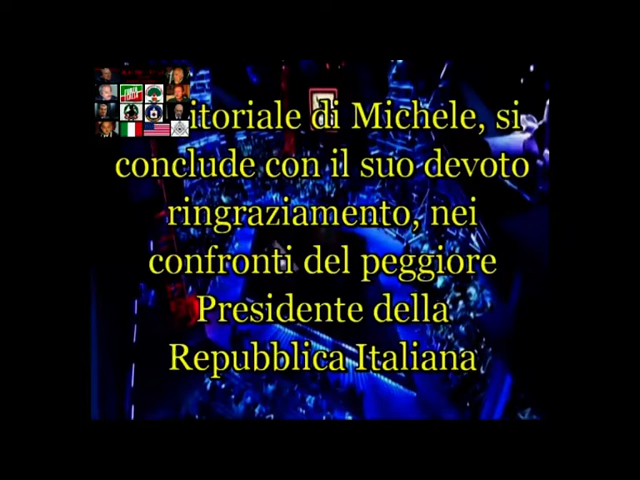 itoriale di Michele, si
conclude con il suo devoto
ringraziamento, nei
confronti del peggiore
Presidente della
Repubblica Italiana